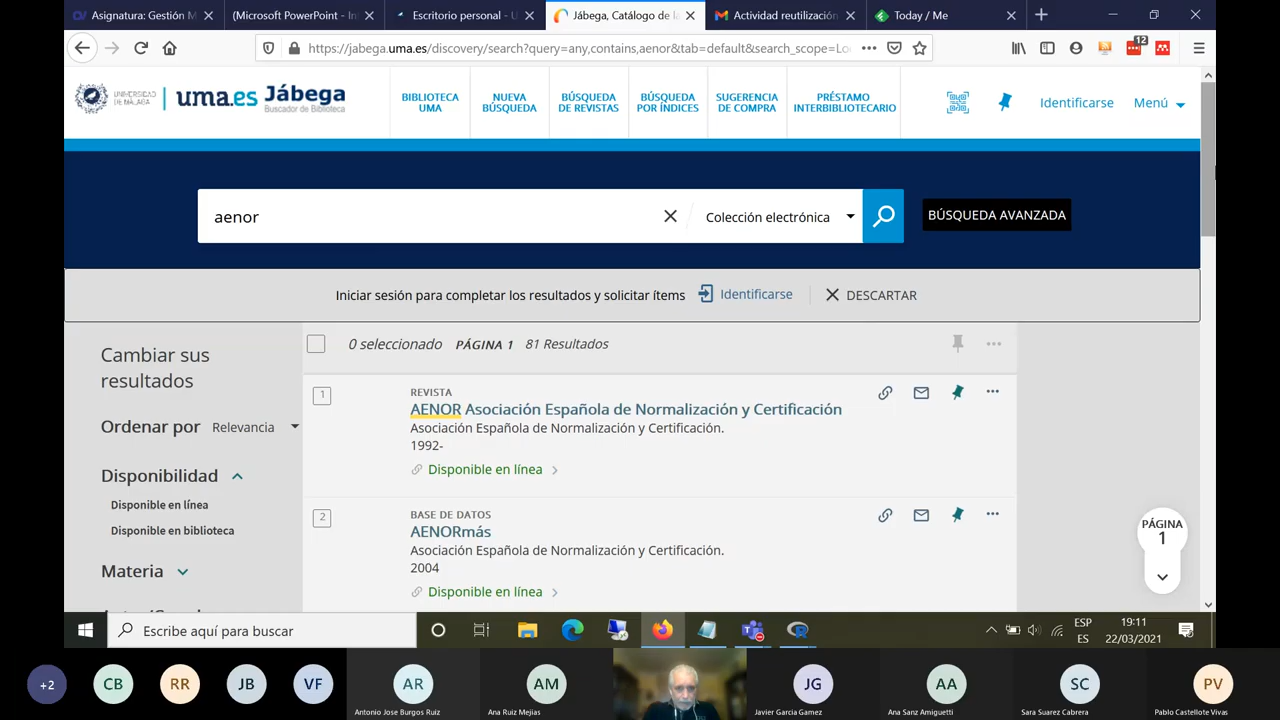 Asignatura: Gestión M
(Microsoft PowerPoint - In
Escritorio personal - U
Jábega, Catálogo de la
Actividad reutilización
Today / Me
https://jabega.uma.es/discovery/search?query=any,contains,aenor&tab=default&search_scope=Lo
12
UNIVERSIDAD
DE MÁLAGA
uma.es
Jábega
Buscador de Biblioteca
BIBLIOTECA
UMA
NUEVA
BÚSQUEDA
BÚSQUEDA
DE REVISTAS
BÚSQUEDA
POR ÍNDICES
SUGERENCIA
DE COMPRA
PRÉSTAMO
INTERBIBLIOTECARIO
Identificarse
Menú
aenor
Colección electrónica
BÚSQUEDA AVANZADA
Iniciar sesión para completar los resultados y solicitar ítems
Identificarse
DESCARTAR
Cambiar sus
resultados
Ordenar por Relevancia
Disponibilidad
Disponible en línea
Disponible en biblioteca
Materia
0 seleccionado PÁGINA 1 81 Resultados
1
REVISTA
AENOR Asociación Española de Normalización y Certificación
Asociación Española de Normalización y Certificación.
1992-
Disponible en línea
2
BASE DE DATOS
AENORmás
Asociación Española de Normalización y Certificación.
2004
Disponible en línea
PÁGINA
1
Escribe aquí para buscar
ESP
ES
19:11
22/03/2021
+2
CB
RR
JB
VF
AR
Antonio Jose Burgos Ruiz
AM
Ana Ruiz Mejias
JG
Javier Garcia Gamez
AA
Ana Sanz Amiguetti
SC
Sara Suarez Cabrera
PV
Pablo Castellote Vivas